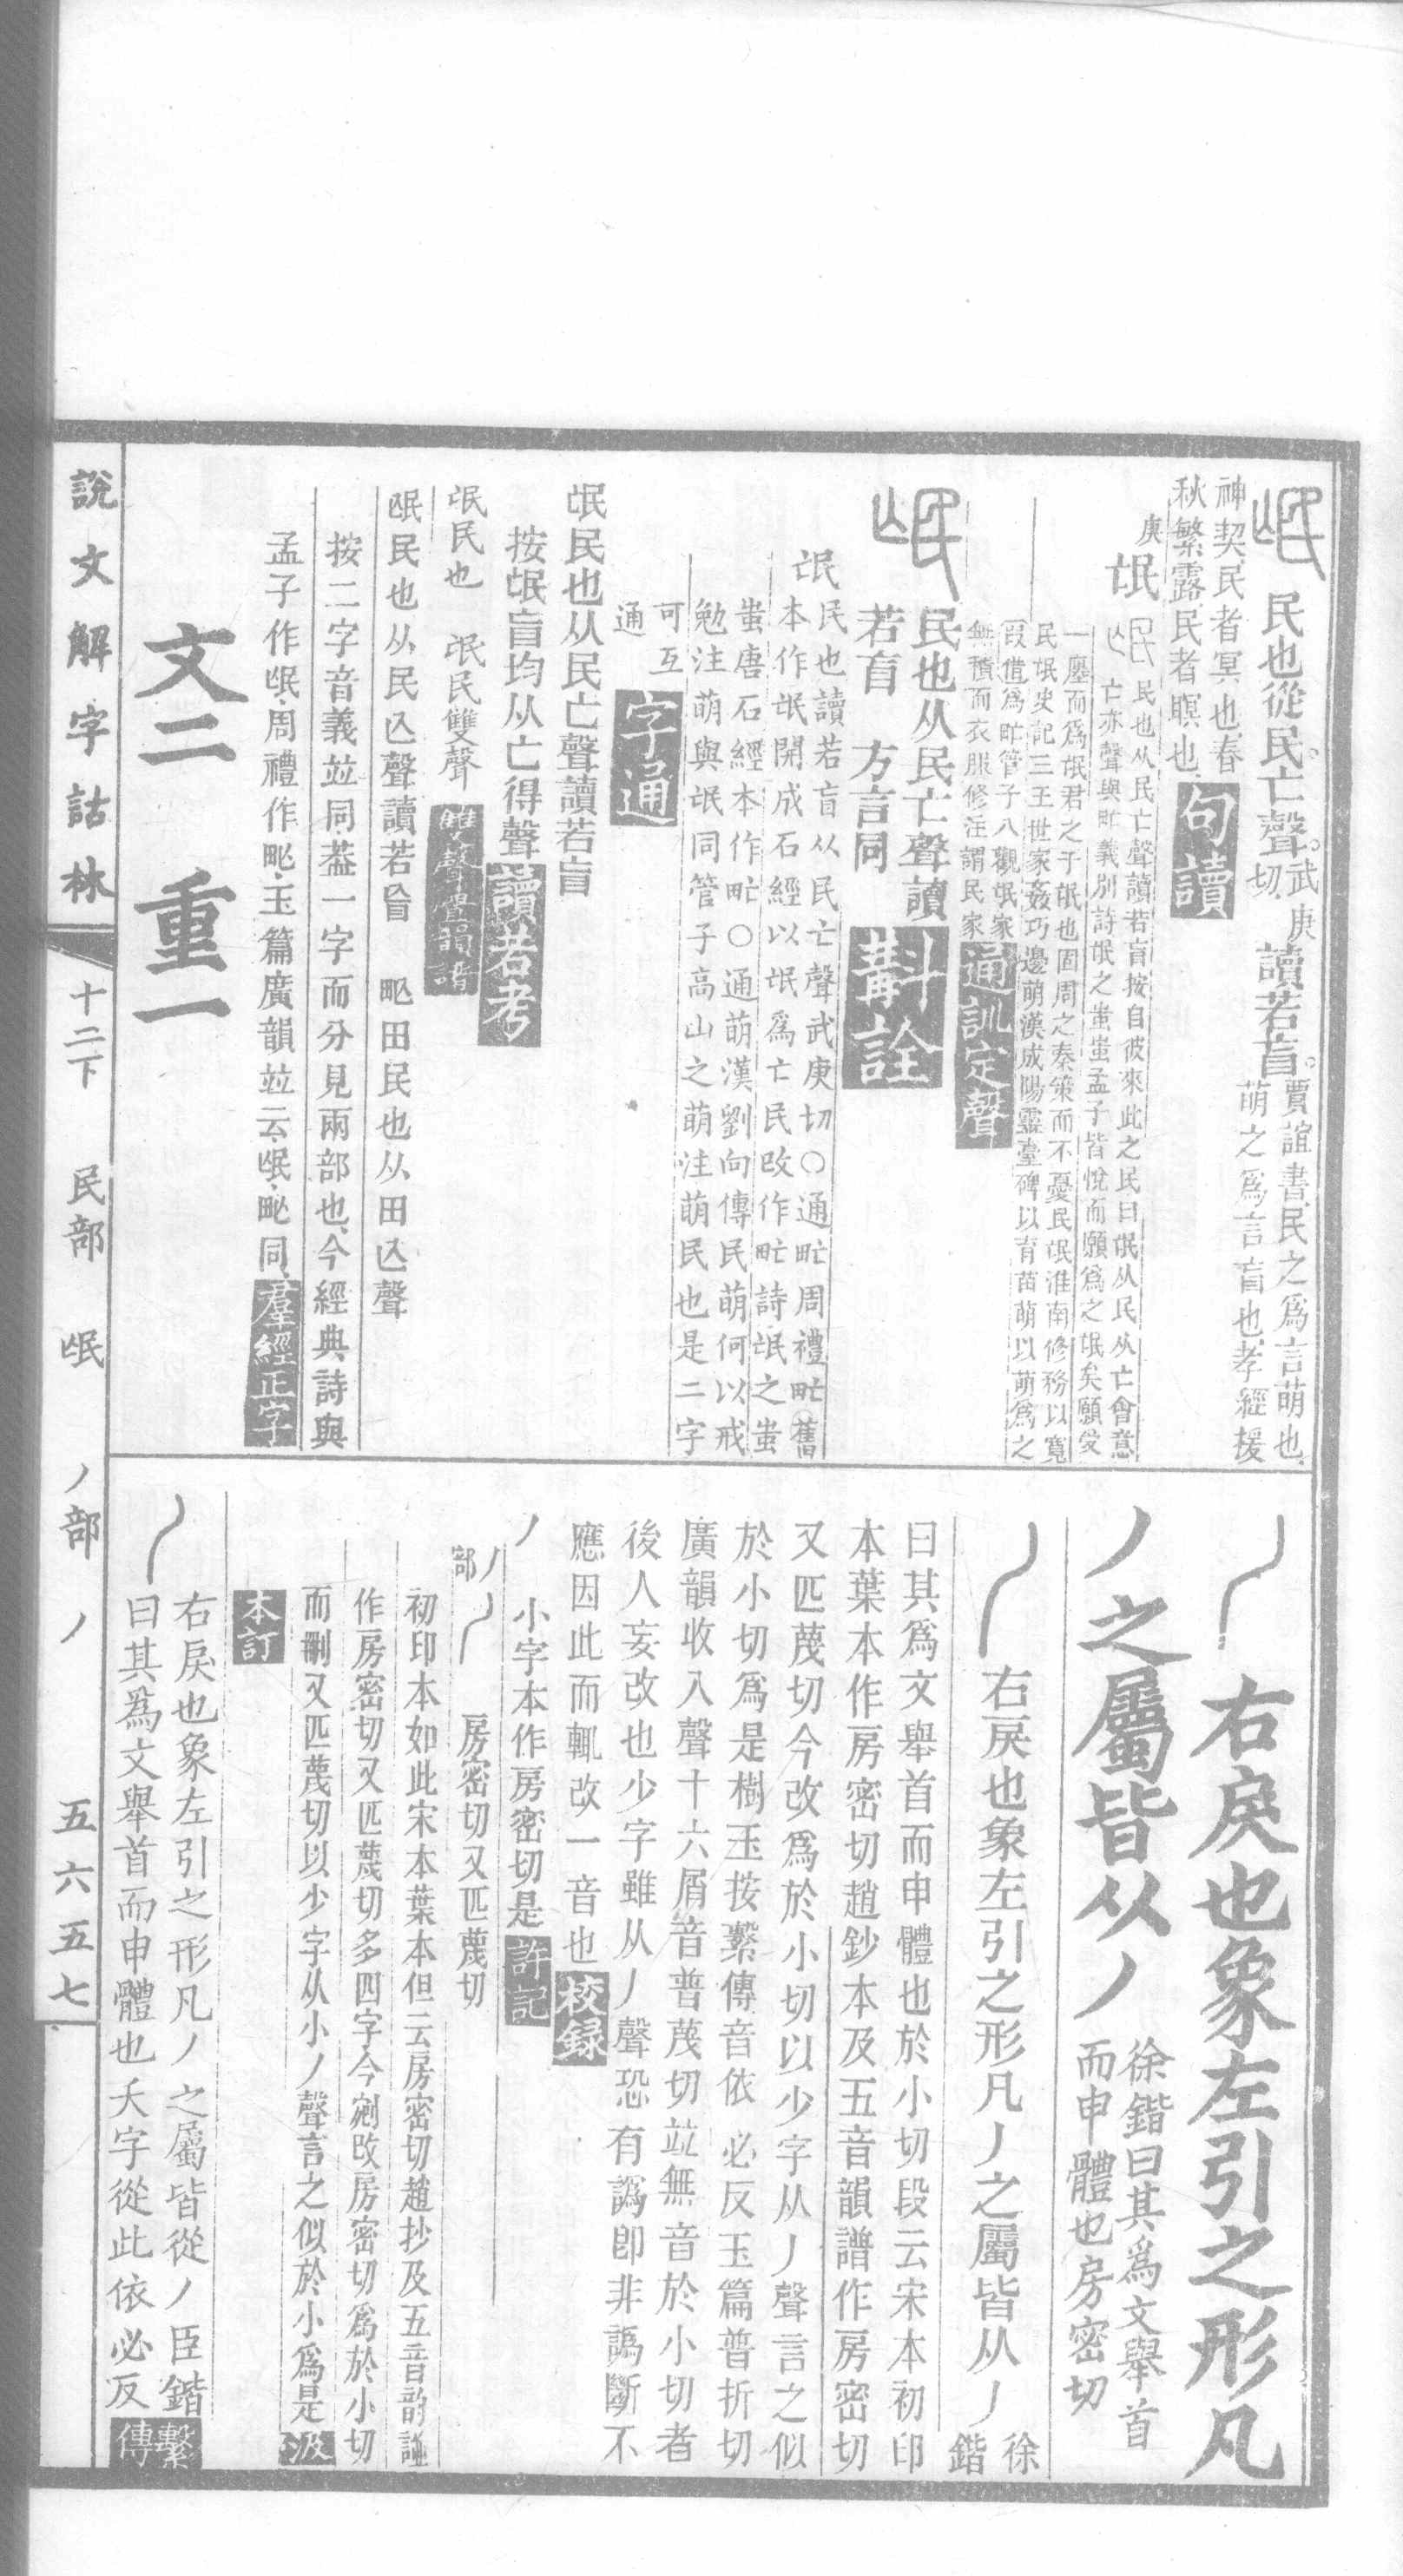 民也從民亡聲。武庚切。讀若盲。賈誼書、民之爲言萌也、萌之爲言盲也、孝經援
神契、民者冥也、春秋繁露、民者瞑也、句讀
庚
氓 民也从民亡聲讀若盲按自彼來此之民曰氓从民从亡會意
亡亦聲與甿義別詩氓之蚩蚩孟子皆悅而願爲之氓矣願受
一廛而爲氓君之子氓也固周之秦策而不憂民氓淮南修務以寬
民氓史記三王世家姦巧邊萌漢成陽靈臺碑以育苗萌以萌爲之
叚借爲甿管子八觀氓家
無積而衣服修注謂民家 通訓定聲
民也从民亡聲讀
若盲 方言同 斠詮
氓 民也讀若盲从民亡聲武庚切○通甿周禮甿○舊
本作氓開成石經以氓爲亡民改作甿詩氓之蚩
蚩唐石經本作甿○通萌漢劉向傳民萌何以戒
勉注萌與氓同管子高山之萌注萌民也是二字
可互
通 字通
氓民也从民亡聲讀若盲
按氓盲均从亡得聲 讀若考
氓民也 氓民雙聲 雙聲疊韻譜
氓民也从民亾聲讀若盲 甿田民也从田亾聲
按二字音義竝同、葢一字而分見兩部也、今經典詩與
孟子作氓、周禮作甿、玉篇廣韻竝云、氓、甿同、羣經正字
文二 重一
右戾也象左引之形凡
丿之屬皆从丿 徐鍇曰其爲文舉首
而申體也房密切
右戾也象左引之形凡丿之屬皆从丿 徐鍇
曰其爲文舉首而申體也於小切段云宋本初印
本葉本作房密切趙鈔本及五音韻譜作房密切
又匹蔑切今改爲於小切以少字从丿聲言之似
於小切爲是樹玉按繫傳音依必反玉篇普折切
廣韻收入聲十六屑音普蔑切竝無音於小切者
後人妄改也少字雖从丿聲恐有譌卽非譌斷不
應因此而輒改一音也 校録
丿 小字本作房密切是 許記
丿部 房密切又匹蔑切
初印本如此宋本葉本但云房密切趙抄及五音韵譜
作房密切又匹蔑切多四字今剜改房密切爲於小切
而刪又匹蔑切以少字从小丿聲言之似於小爲是 汲
本訂
右戾也象左引之形凡丿之屬皆從丿臣鍇
曰其爲文舉首而申體也夭字從此依必反 繫傳
說文解字詁林 十二下 民部 氓 丿部 丿 五六五七